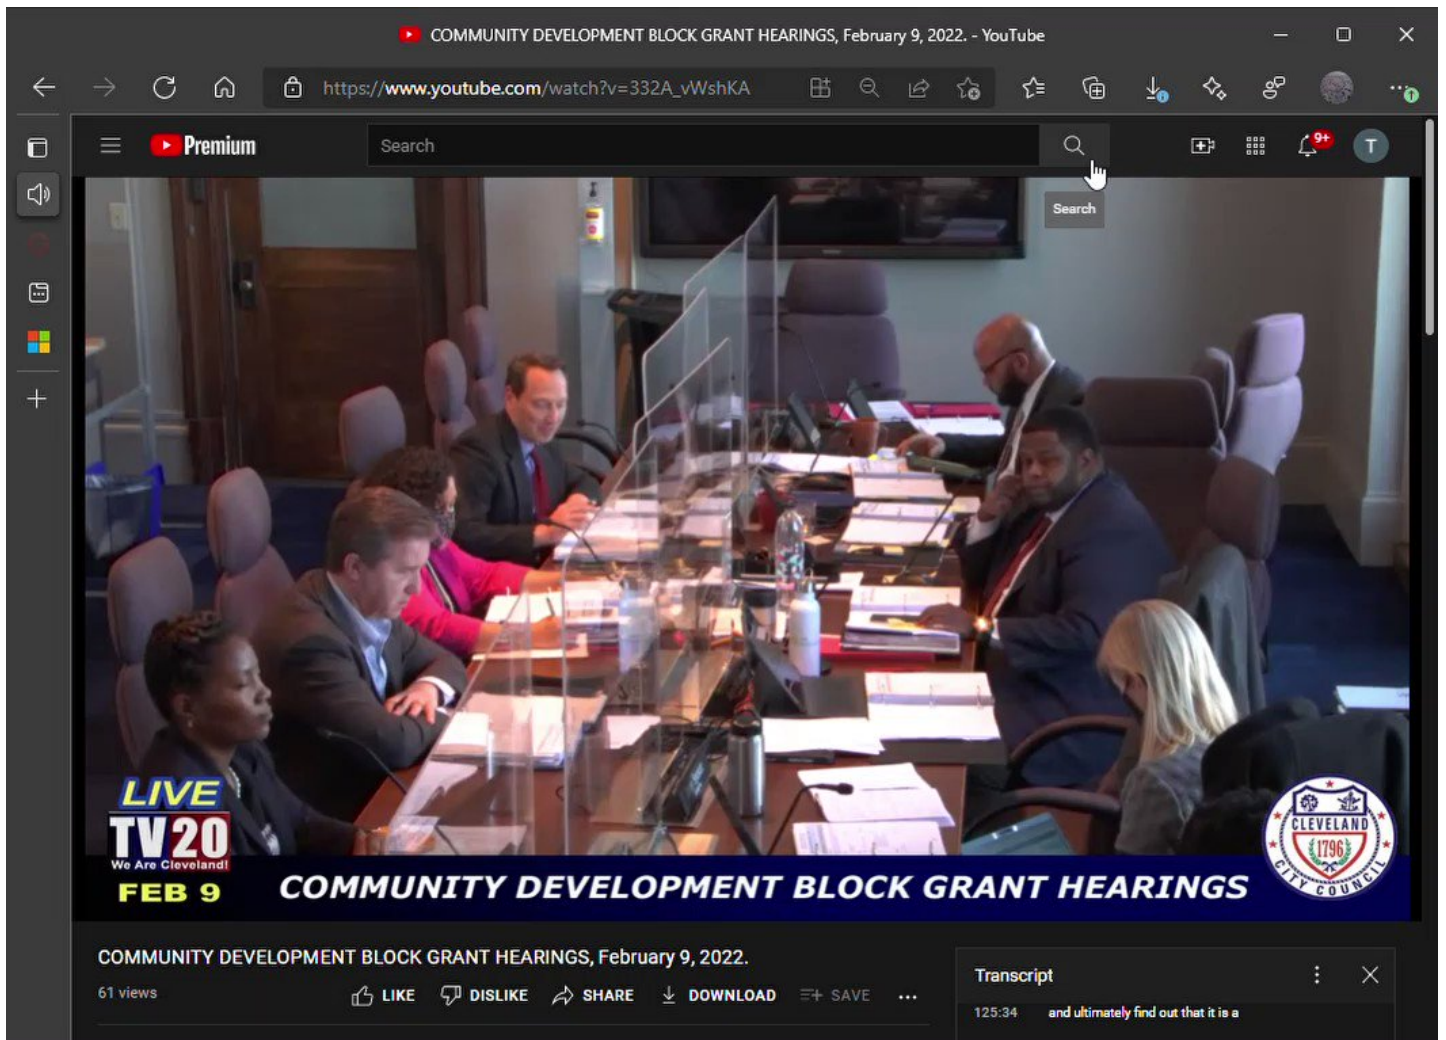 COMMUNITY DEVELOPMENT BLOCK GRANT HEARINGS, February 9, 2022. - YouTube
https://www.youtube.com/watch?v=332A_vWshKA
Premium
Search
9+
T
Search
LIVE
TV20
We Are Cleveland!
FEB 9
COMMUNITY DEVELOPMENT BLOCK GRANT HEARINGS
CLEVELAND
1796
CITY COUNCIL
COMMUNITY DEVELOPMENT BLOCK GRANT HEARINGS, February 9, 2022.
61 views
LIKE
DISLIKE
SHARE
DOWNLOAD
SAVE
Transcript
125:34 and ultimately find out that it is a